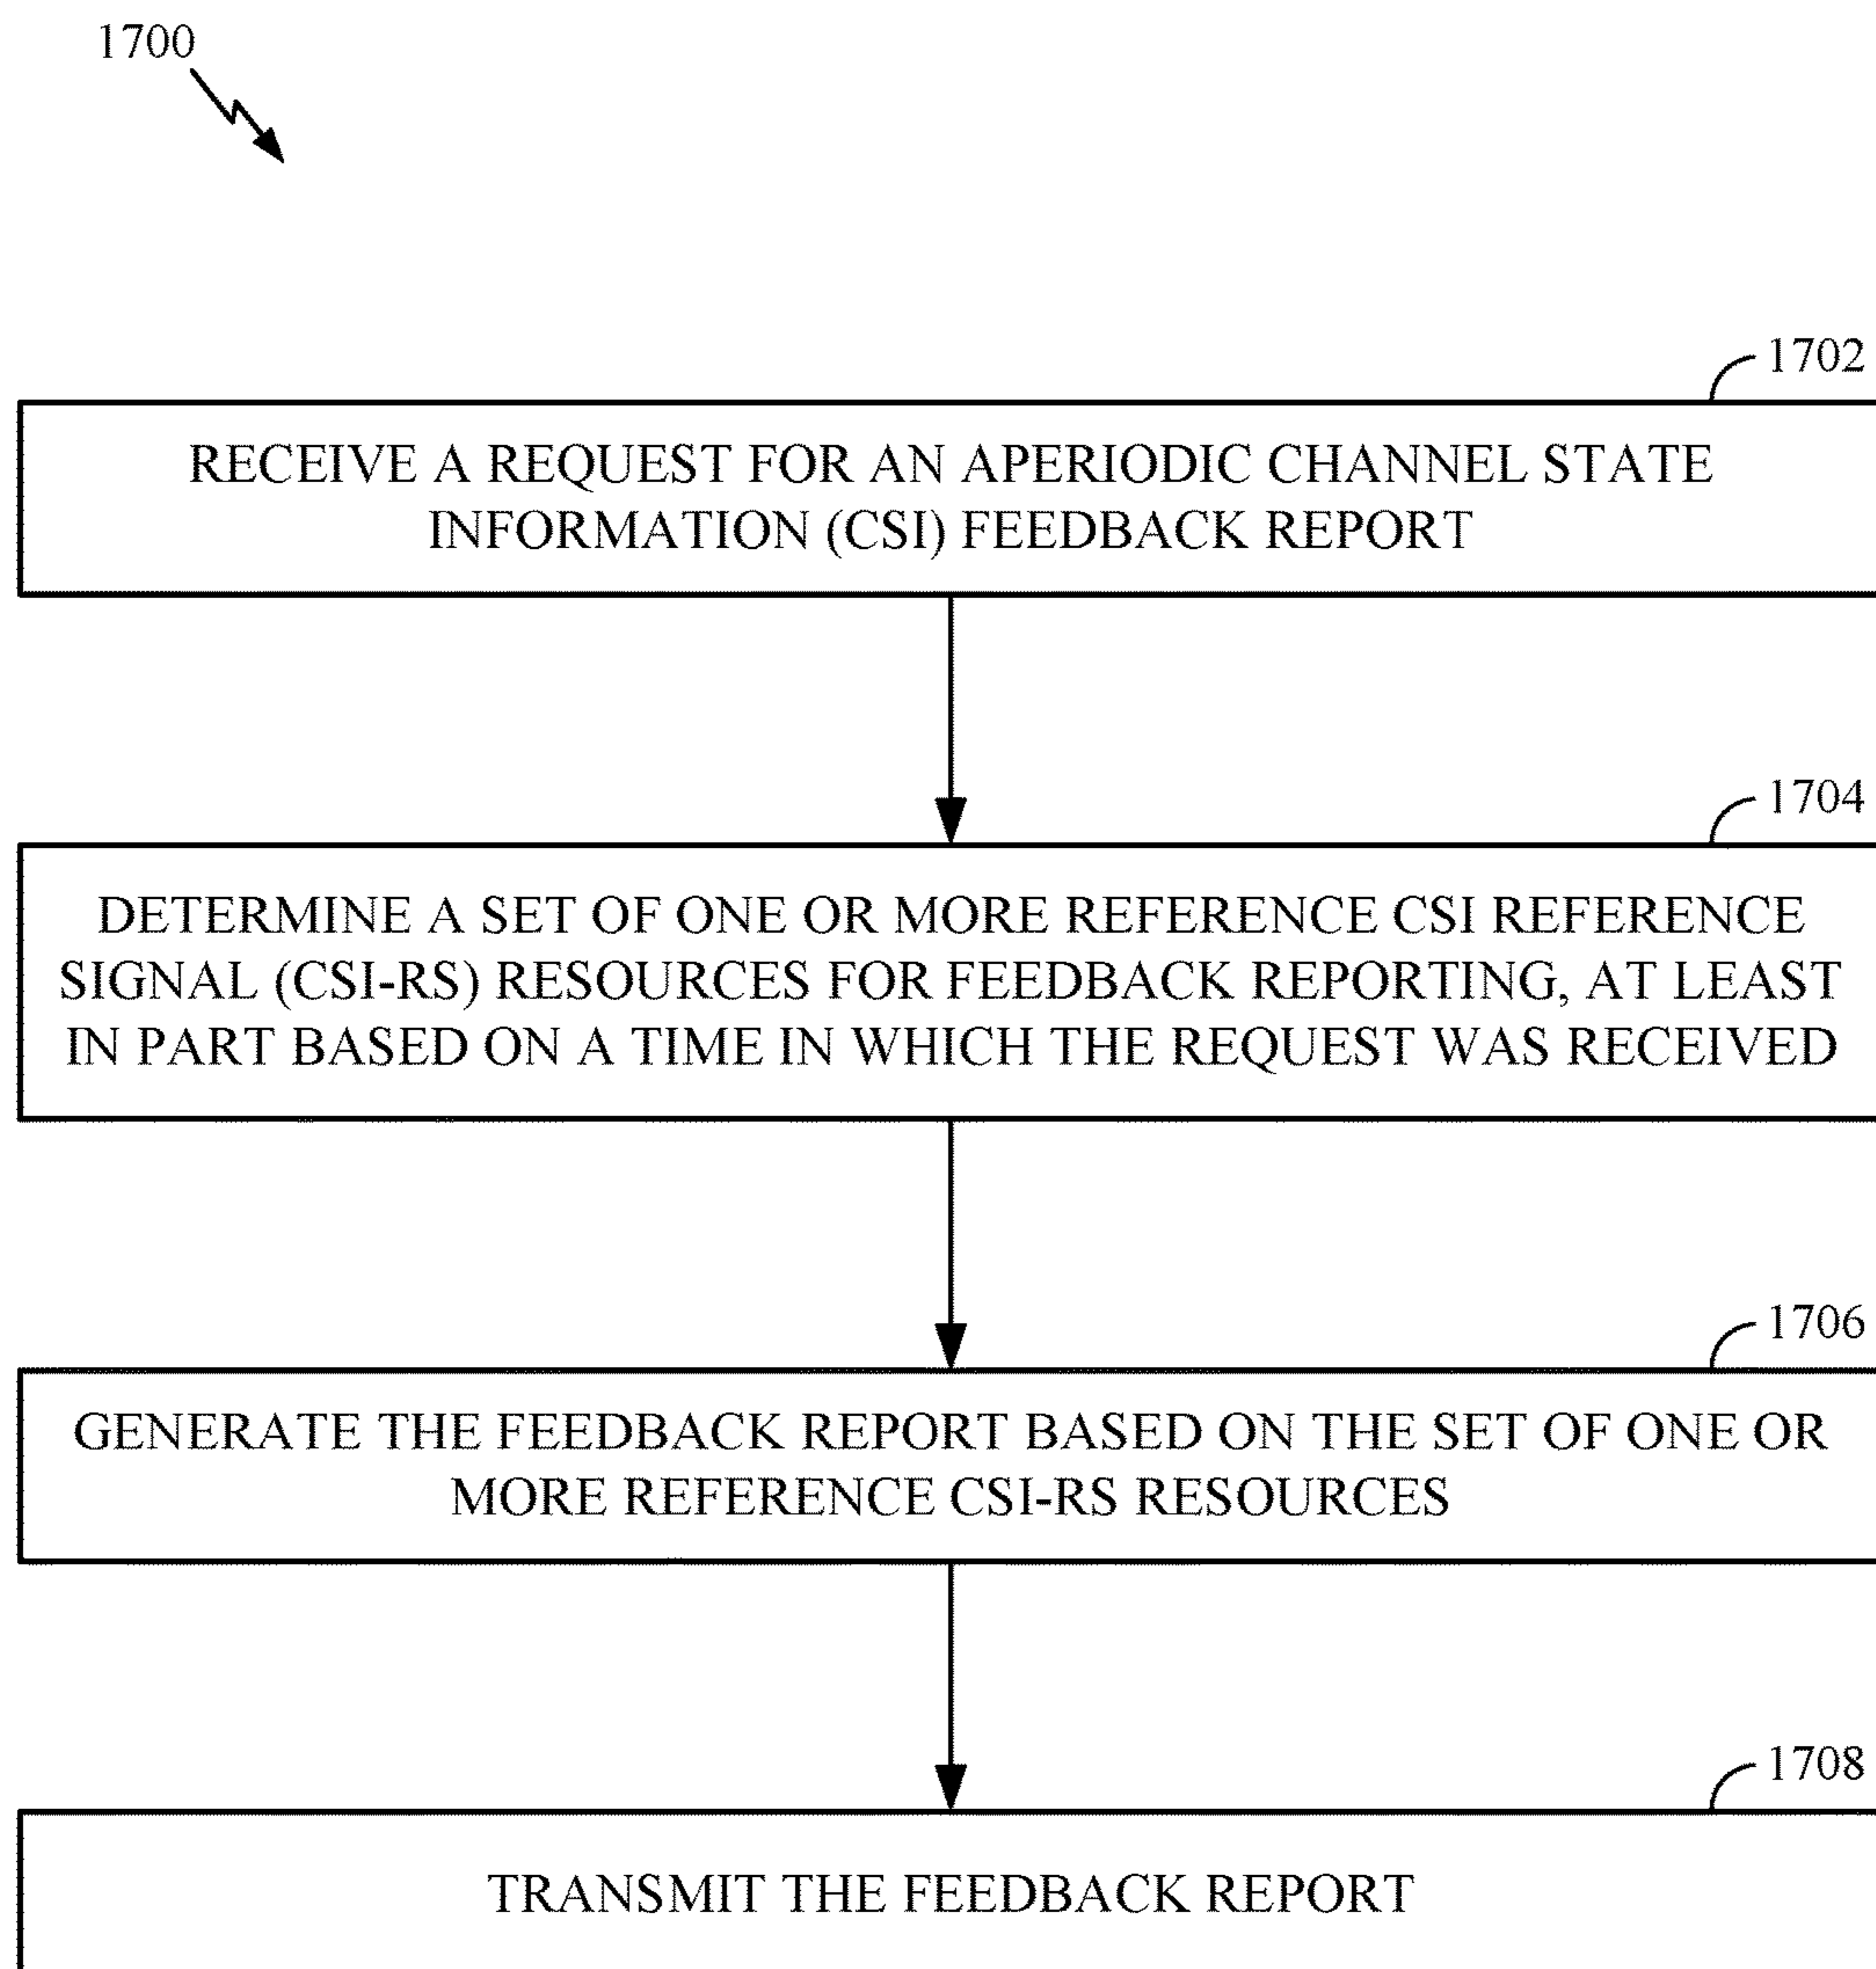 1700
1702
RECEIVE A REQUEST FOR AN APERIODIC CHANNEL STATE
INFORMATION (CSI) FEEDBACK REPORT
1704
DETERMINE A SET OF ONE OR MORE REFERENCE CSI REFERENCE
SIGNAL (CSI-RS) RESOURCES FOR FEEDBACK REPORTING, AT LEAST
IN PART BASED ON A TIME IN WHICH THE REQUEST WAS RECEIVED
1706
GENERATE THE FEEDBACK REPORT BASED ON THE SET OF ONE OR
MORE REFERENCE CSI-RS RESOURCES
1708
TRANSMIT THE FEEDBACK REPORT